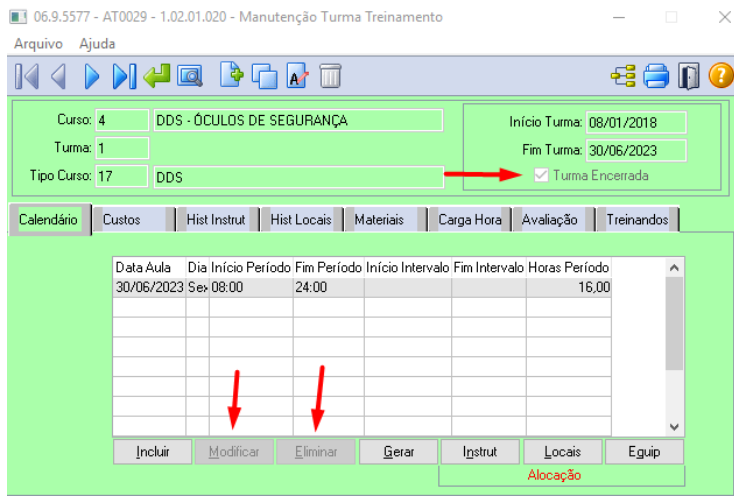 06.9.5577 - AT0029 - 1.02.01.020 - Manutenção Turma Treinamento
Arquivo Ajuda
Curso: 4 DDS - ÓCULOS DE SEGURANÇA Início Turma: 08/01/2018
Turma: 1 Fim Turma: 30/06/2023
Tipo Curso: 17 DDS Turma Encerrada
Calendário Custos Hist Instrut Hist Locais Materiais Carga Hora Avaliação Treinandos
Data Aula Dia Início Período Fim Período Início Intervalo Fim Intervalo Horas Período
30/06/2023 Sex 08:00 24:00 16,00
Incluir Modificar Eliminar Gerar Instrut Locais Equip
Alocação